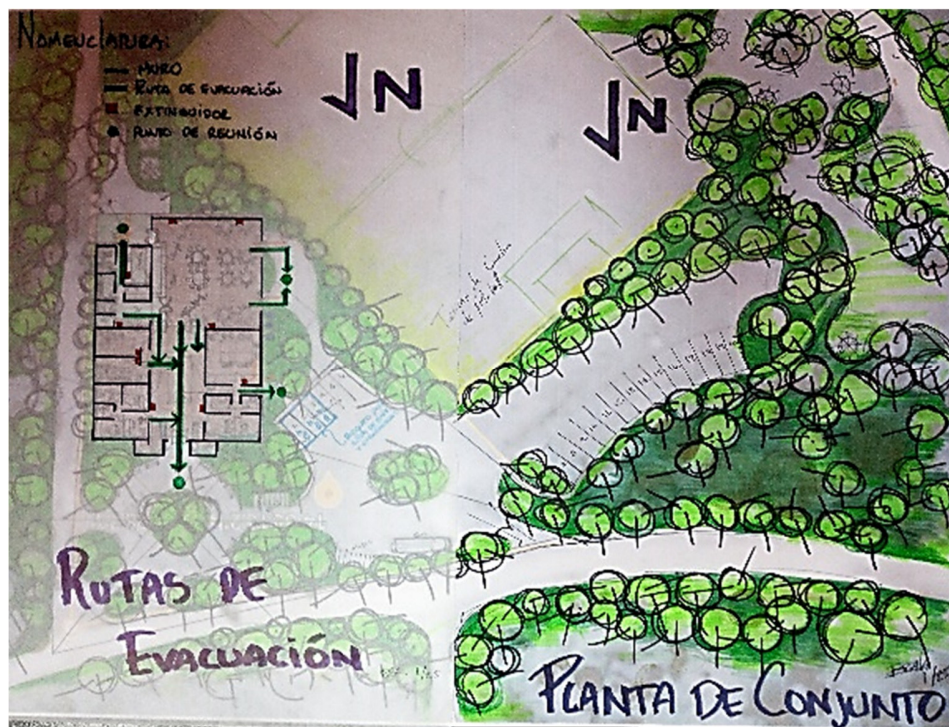 NOMENCLATURA:
MURO
RUTA DE EVACUACIÓN
EXTINGUIDOR
PUNTO DE REUNIÓN
N
N
RUTAS DE
EVACUACIÓN
PLANTA DE CONJUNTO